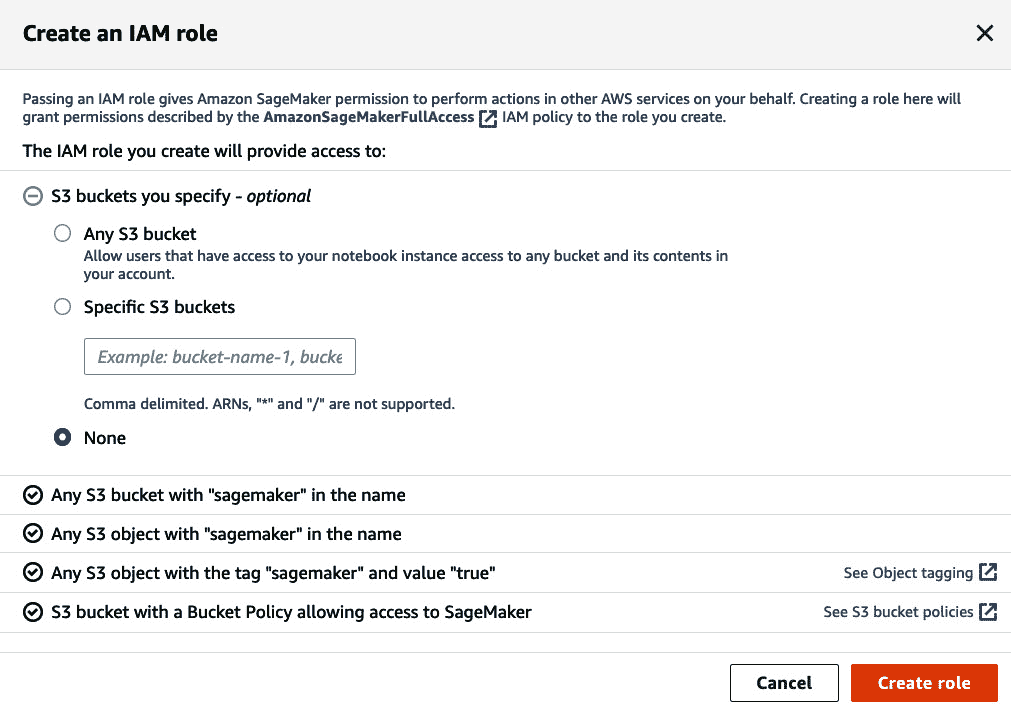 Create an IAM role
Passing an IAM role gives Amazon SageMaker permission to perform actions in other AWS services on your behalf. Creating a role here will
grant permissions described by the AmazonSageMakerFullAccess IAM policy to the role you create.
The IAM role you create will provide access to:
S3 buckets you specify - optional
Any S3 bucket
Allow users that have access to your notebook instance access to any bucket and its contents in
your account.
Specific S3 buckets
Example: bucket-name-1, bucke
Comma delimited. ARNs, "*" and "/" are not supported.
None
Any S3 bucket with "sagemaker" in the name
Any S3 object with "sagemaker" in the name
Any S3 object with the tag "sagemaker" and value "true" See Object tagging
S3 bucket with a Bucket Policy allowing access to SageMaker See S3 bucket policies
Cancel Create role